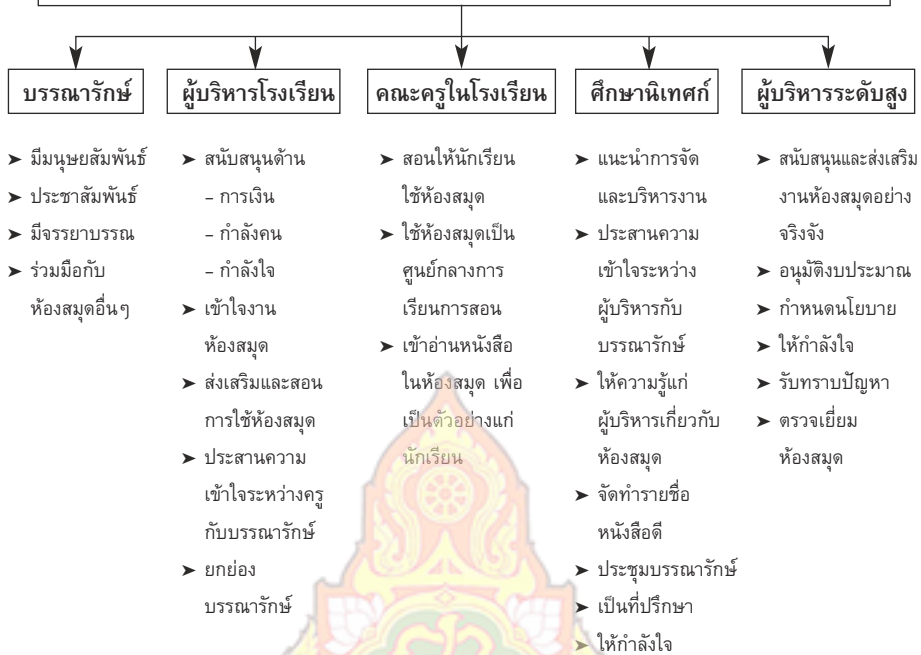 บรรณารักษ์
➤ มีมนุษยสัมพันธ์
➤ ประชาสัมพันธ์
➤ มีจรรยาบรรณ
➤ ร่วมมือกับ
ห้องสมุดอื่นๆ
ผู้บริหารโรงเรียน
➤ สนับสนุนด้าน
– การเงิน
– กำลังคน
– กำลังใจ
➤ เข้าใจงาน
ห้องสมุด
➤ ส่งเสริมและสอน
การใช้ห้องสมุด
➤ ประสานความ
เข้าใจระหว่างครู
กับบรรณารักษ์
➤ ยกย่อง
บรรณารักษ์
คณะครูในโรงเรียน
➤ สอนให้นักเรียน
ใช้ห้องสมุด
➤ ใช้ห้องสมุดเป็น
ศูนย์กลางการ
เรียนการสอน
➤ เข้าอ่านหนังสือ
ในห้องสมุด เพื่อ
เป็นตัวอย่างแก่
นักเรียน
ศึกษานิเทศก์
➤ แนะนำการจัด
และบริหารงาน
➤ ประสานความ
เข้าใจระหว่าง
ผู้บริหารกับ
บรรณารักษ์
➤ ให้ความรู้แก่
ผู้บริหารเกี่ยวกับ
ห้องสมุด
➤ จัดทำรายชื่อ
หนังสือดี
➤ ประชุมบรรณารักษ์
➤ เป็นที่ปรึกษา
➤ ให้กำลังใจ
ผู้บริหารระดับสูง
➤ สนับสนุนและส่งเสริม
งานห้องสมุดอย่าง
จริงจัง
➤ อนุมัติงบประมาณ
➤ กำหนดนโยบาย
➤ ให้กำลังใจ
➤ รับทราบปัญหา
➤ ตรวจเยี่ยม
ห้องสมุด